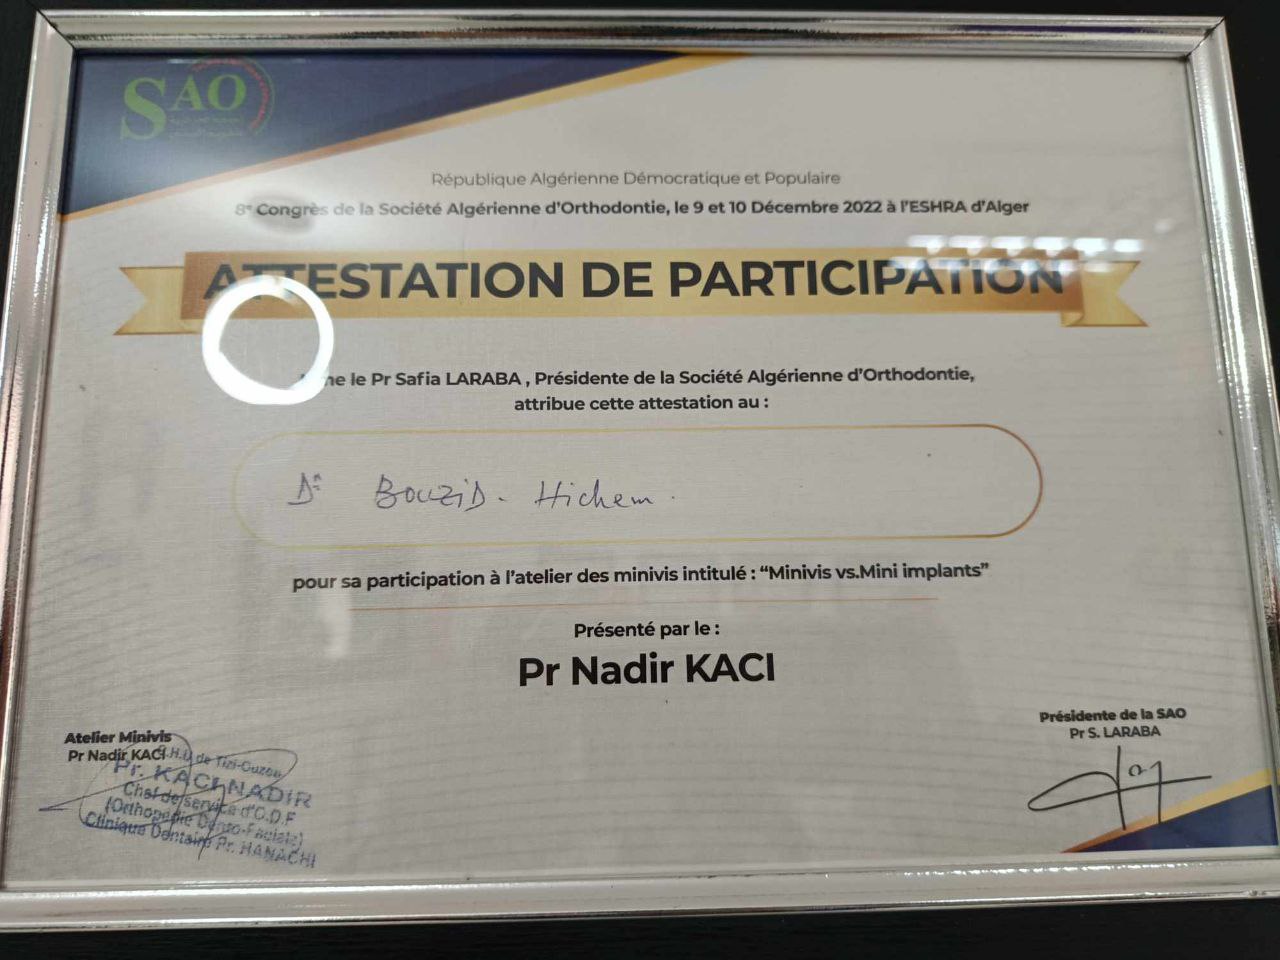 SAO
République Algérienne Démocratique et Populaire
8e Congrès de la Société Algérienne d'Orthodontie, le 9 et 10 Décembre 2022 à l'ESHRA d'Alger
ATTESTATION DE PARTICIPATION
le Pr Safia LARABA , Présidente de la Société Algérienne d'Orthodontie,
attribue cette attestation au :
Dr BOUZID - Hichem .
pour sa participation à l'atelier des minivis intitulé : “Minivis vs.Mini implants”
Présenté par le :
Pr Nadir KACI
Atelier Minivis
Pr Nadir KACI
de Tizi-Ouzou
Pr. KACI NADIR
Chef de service d'O.D.F
(Orthopédie Dento-Faciale)
Clinique Dentaire Pr. HANACHI
Présidente de la SAO
Pr S. LARABA